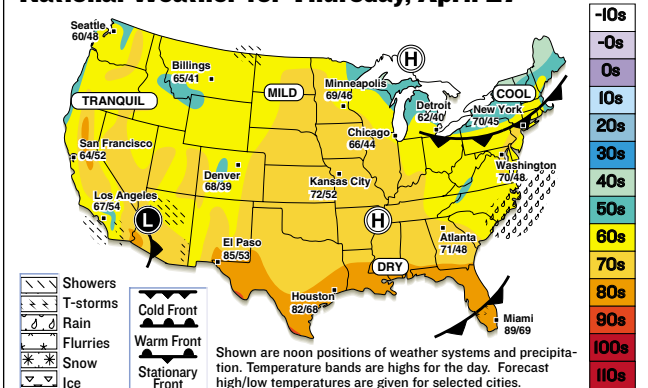 National Weather for Thursday, April 27
Seattle
60/48
Billings
65/41
Minneapolis
69/46
H
TRANQUIL
MILD
COOL
Detroit
62/40
New York
70/45
Chicago
66/44
San Francisco
64/52
Denver
68/39
Kansas City
72/52
Washington
70/48
Los Angeles
67/54
L
H
El Paso
85/53
Atlanta
71/48
DRY
Houston
82/68
Miami
89/69
Showers
T-storms
Rain
Flurries
Snow
Ice
Cold Front
Warm Front
Stationary
Front
Shown are noon positions of weather systems and precipita-
tion. Temperature bands are highs for the day. Forecast
high/low temperatures are given for selected cities.
-10s
-0s
0s
10s
20s
30s
40s
50s
60s
70s
80s
90s
100s
110s